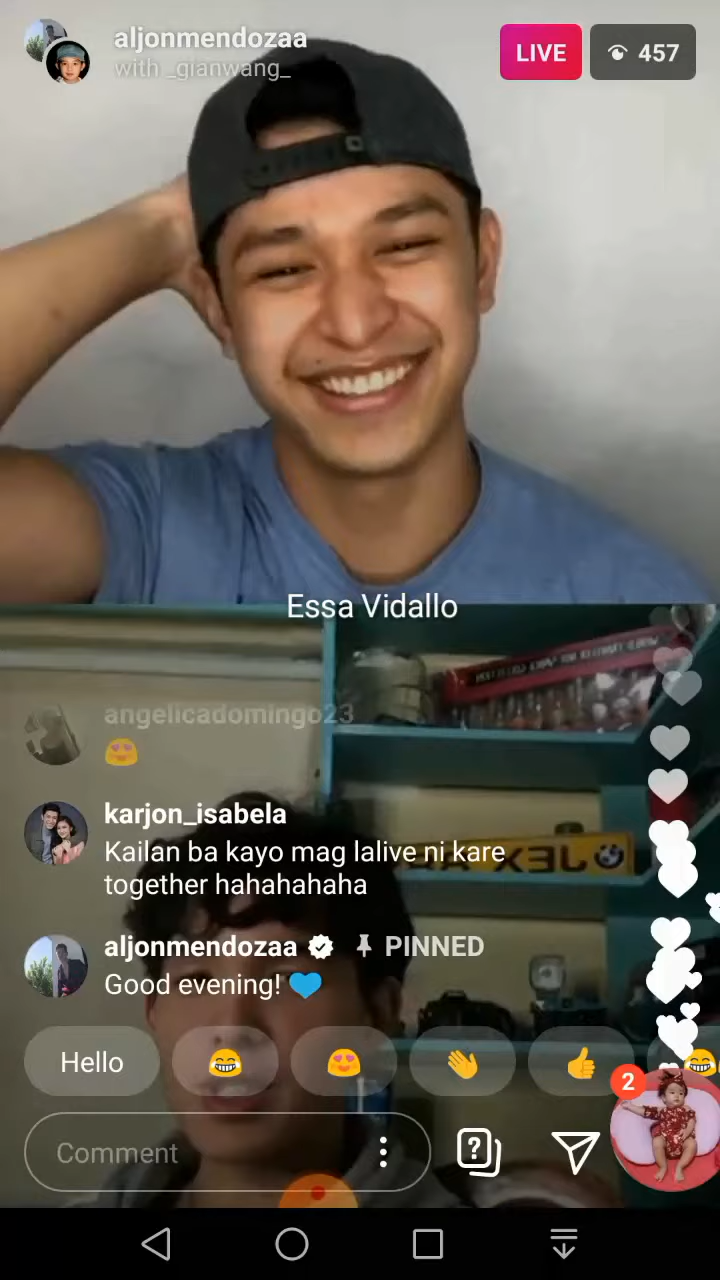 aljonmendozaa
with _gianwang_
LIVE
457
Essa Vidallo
angelicadomingo23
😍
karjon_isabela
Kailan ba kayo mag lalive ni kare
together hahahahaha
aljonmendozaa PINNED
Good evening! 💙
Hello 😂 😍 👋 👍 😂
2
Comment